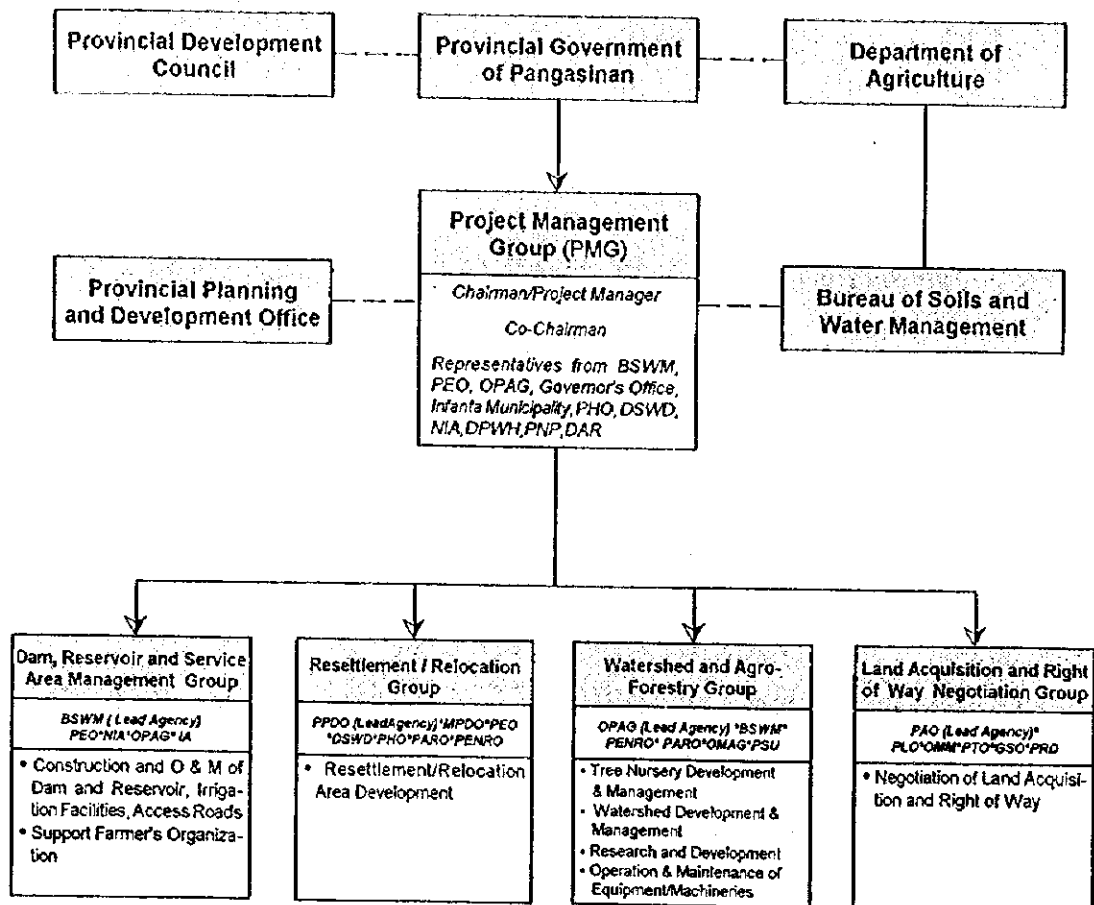 Provincial Development
Council
Provincial Government
of Pangasinan
Department of
Agriculture
Project Management
Group (PMG)
Chairman/Project Manager
Co-Chairman
Representatives from BSWM,
PEO, OPAG, Governor's Office,
Infanta Municipality, PHO, DSWD,
NIA, DPWH, PNP, DAR
Provincial Planning
and Development Office
Bureau of Soils and
Water Management
Dam, Reservoir and Service
Area Management Group
BSWM (Lead Agency)
PEO*NIA*OPAG*IA
• Construction and O & M of
Dam and Reservoir, Irriga-
tion Facilities, Access Roads
• Support Farmer's Organiza-
tion
Resettlement / Relocation
Group
PPDO (LeadAgency)*MPDO*PEO
*DSWD*PHO*PARO*PENRO
• Resettlement/Relocation
Area Development
Watershed and Agro-
Forestry Group
OPAG (Lead Agency) *BSWM*
PENRO* PARO*OMAG*PSU
• Tree Nursery Development
& Management
• Watershed Development &
Management
• Research and Development
• Operation & Maintenance of
Equipment/Machineries
Land Acquisition and Right
of Way Negotiation Group
PAO (Lead Agency)*
PLO*OMM*PTO*GSO*PRD
• Negotiation of Land Acquisi-
tion and Right of Way